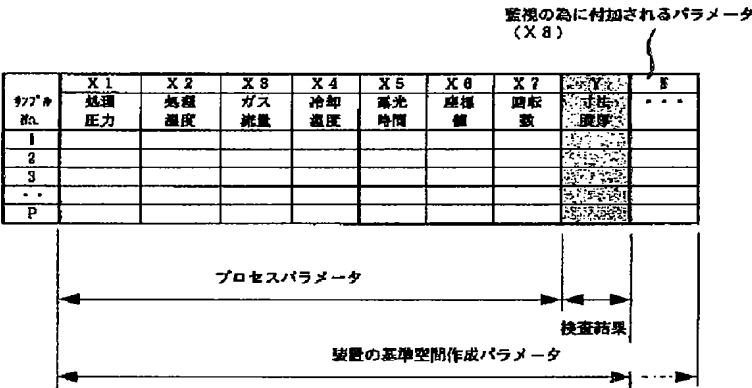 監視の為に付加されるパラメータ
(X8)
X1 X2 X3 X4 X5 X6 X7 Y N
ｻﾝﾌﾟﾙ 処理 処理 ガス 冷却 露光 座標 回転 寸法 ・・・
No. 圧力 温度 流量 温度 時間 値 数 膜厚
1
2
3
・・
P
プロセスパラメータ
検査結果
装置の基準空間作成パラメータ